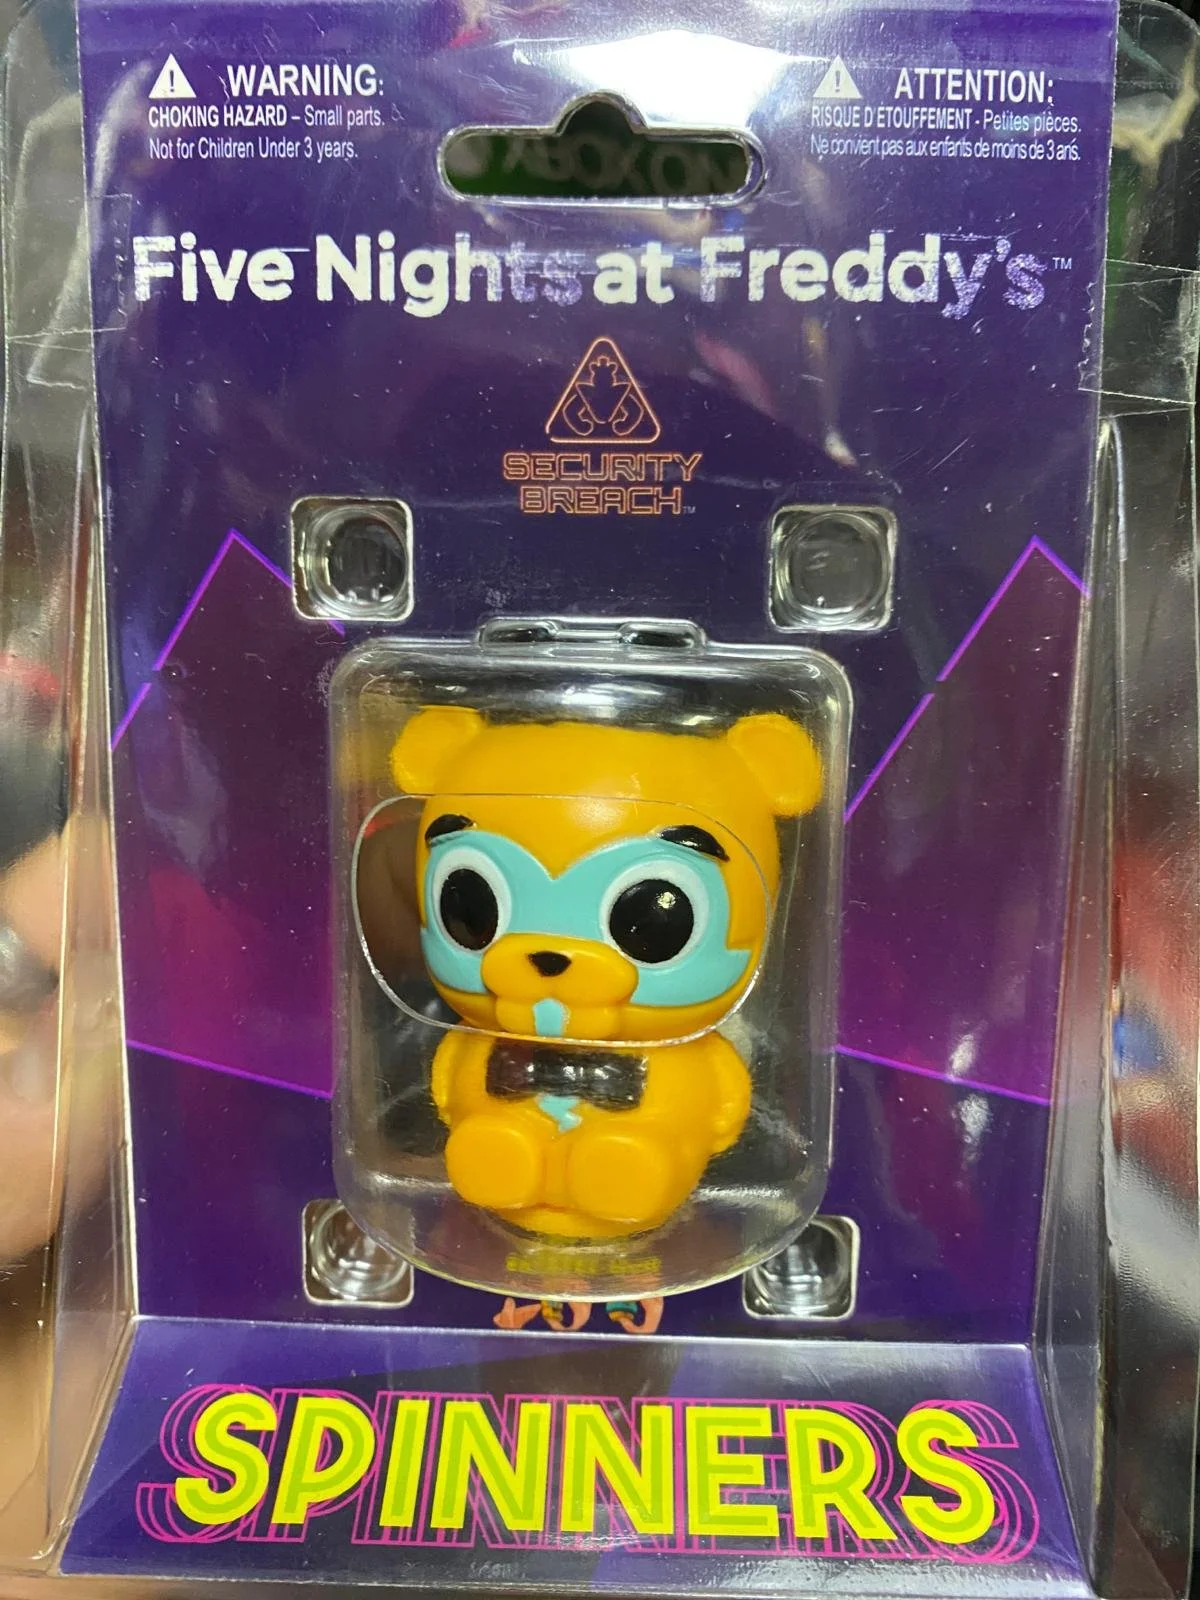 WARNING:
CHOKING HAZARD – Small parts.
Not for Children Under 3 years.
ATTENTION:
RISQUE D'ÉTOUFFEMENT - Petites pièces.
Ne convient pas aux enfants de moins de 3 ans.
Five Nights at Freddy's™
SECURITY
BREACH™
SPINNERS